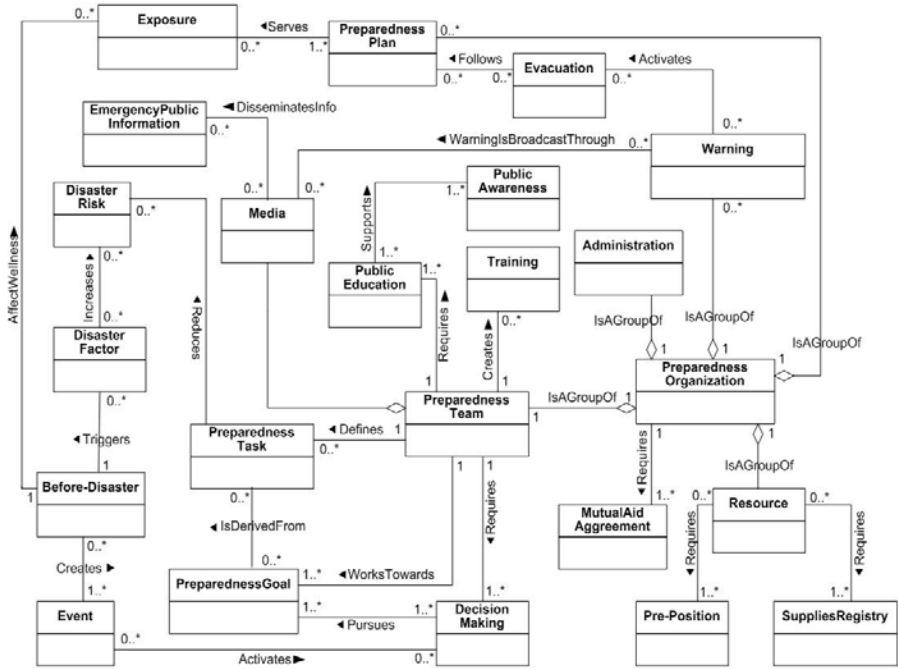 0..*
Exposure
◄Serves
0..*
1..*
Preparedness
Plan
0..*
◄Follows
0..*
0..*
Evacuation
◄Activates
0..*
0..*
EmergencyPublic
Information
◄DisseminatesInfo
0..*
◄WarningIsBroadcastThrough
0..*
Warning
0..*
Disaster
Risk
0..*
0..*
0..*
0..*
Media
Supports►
1..*
Public
Awareness
1..*
Public
Education
1..*
Training
0..*
Administration
AffectWellness►
Increases►
0..*
Disaster
Factor
0..*
◄Reduces
Requires►
Creates►
IsAGroupOf
IsAGroupOf
IsAGroupOf
1
1
1
Preparedness
Organization
1
1
1
1
Preparedness
Team
1
IsAGroupOf
1
1
1
◄Triggers
1
Preparedness
Task
◄Defines
0..*
0..*
◄Requires
◄Requires
1..*
IsAGroupOf
1
Before-Disaster
0..*
◄IsDerivedFrom
0..*
MutualAid
Aggreement
0..*
Resource
0..*
◄Requires
◄Requires
Creates ►
1..*
Event
0..*
PreparednessGoal
1..*
◄WorksTowards
1..*
◄Pursues
1..*
1..*
Decision
Making
0..*
Activates►
1..*
Pre-Position
1..*
SuppliesRegistry